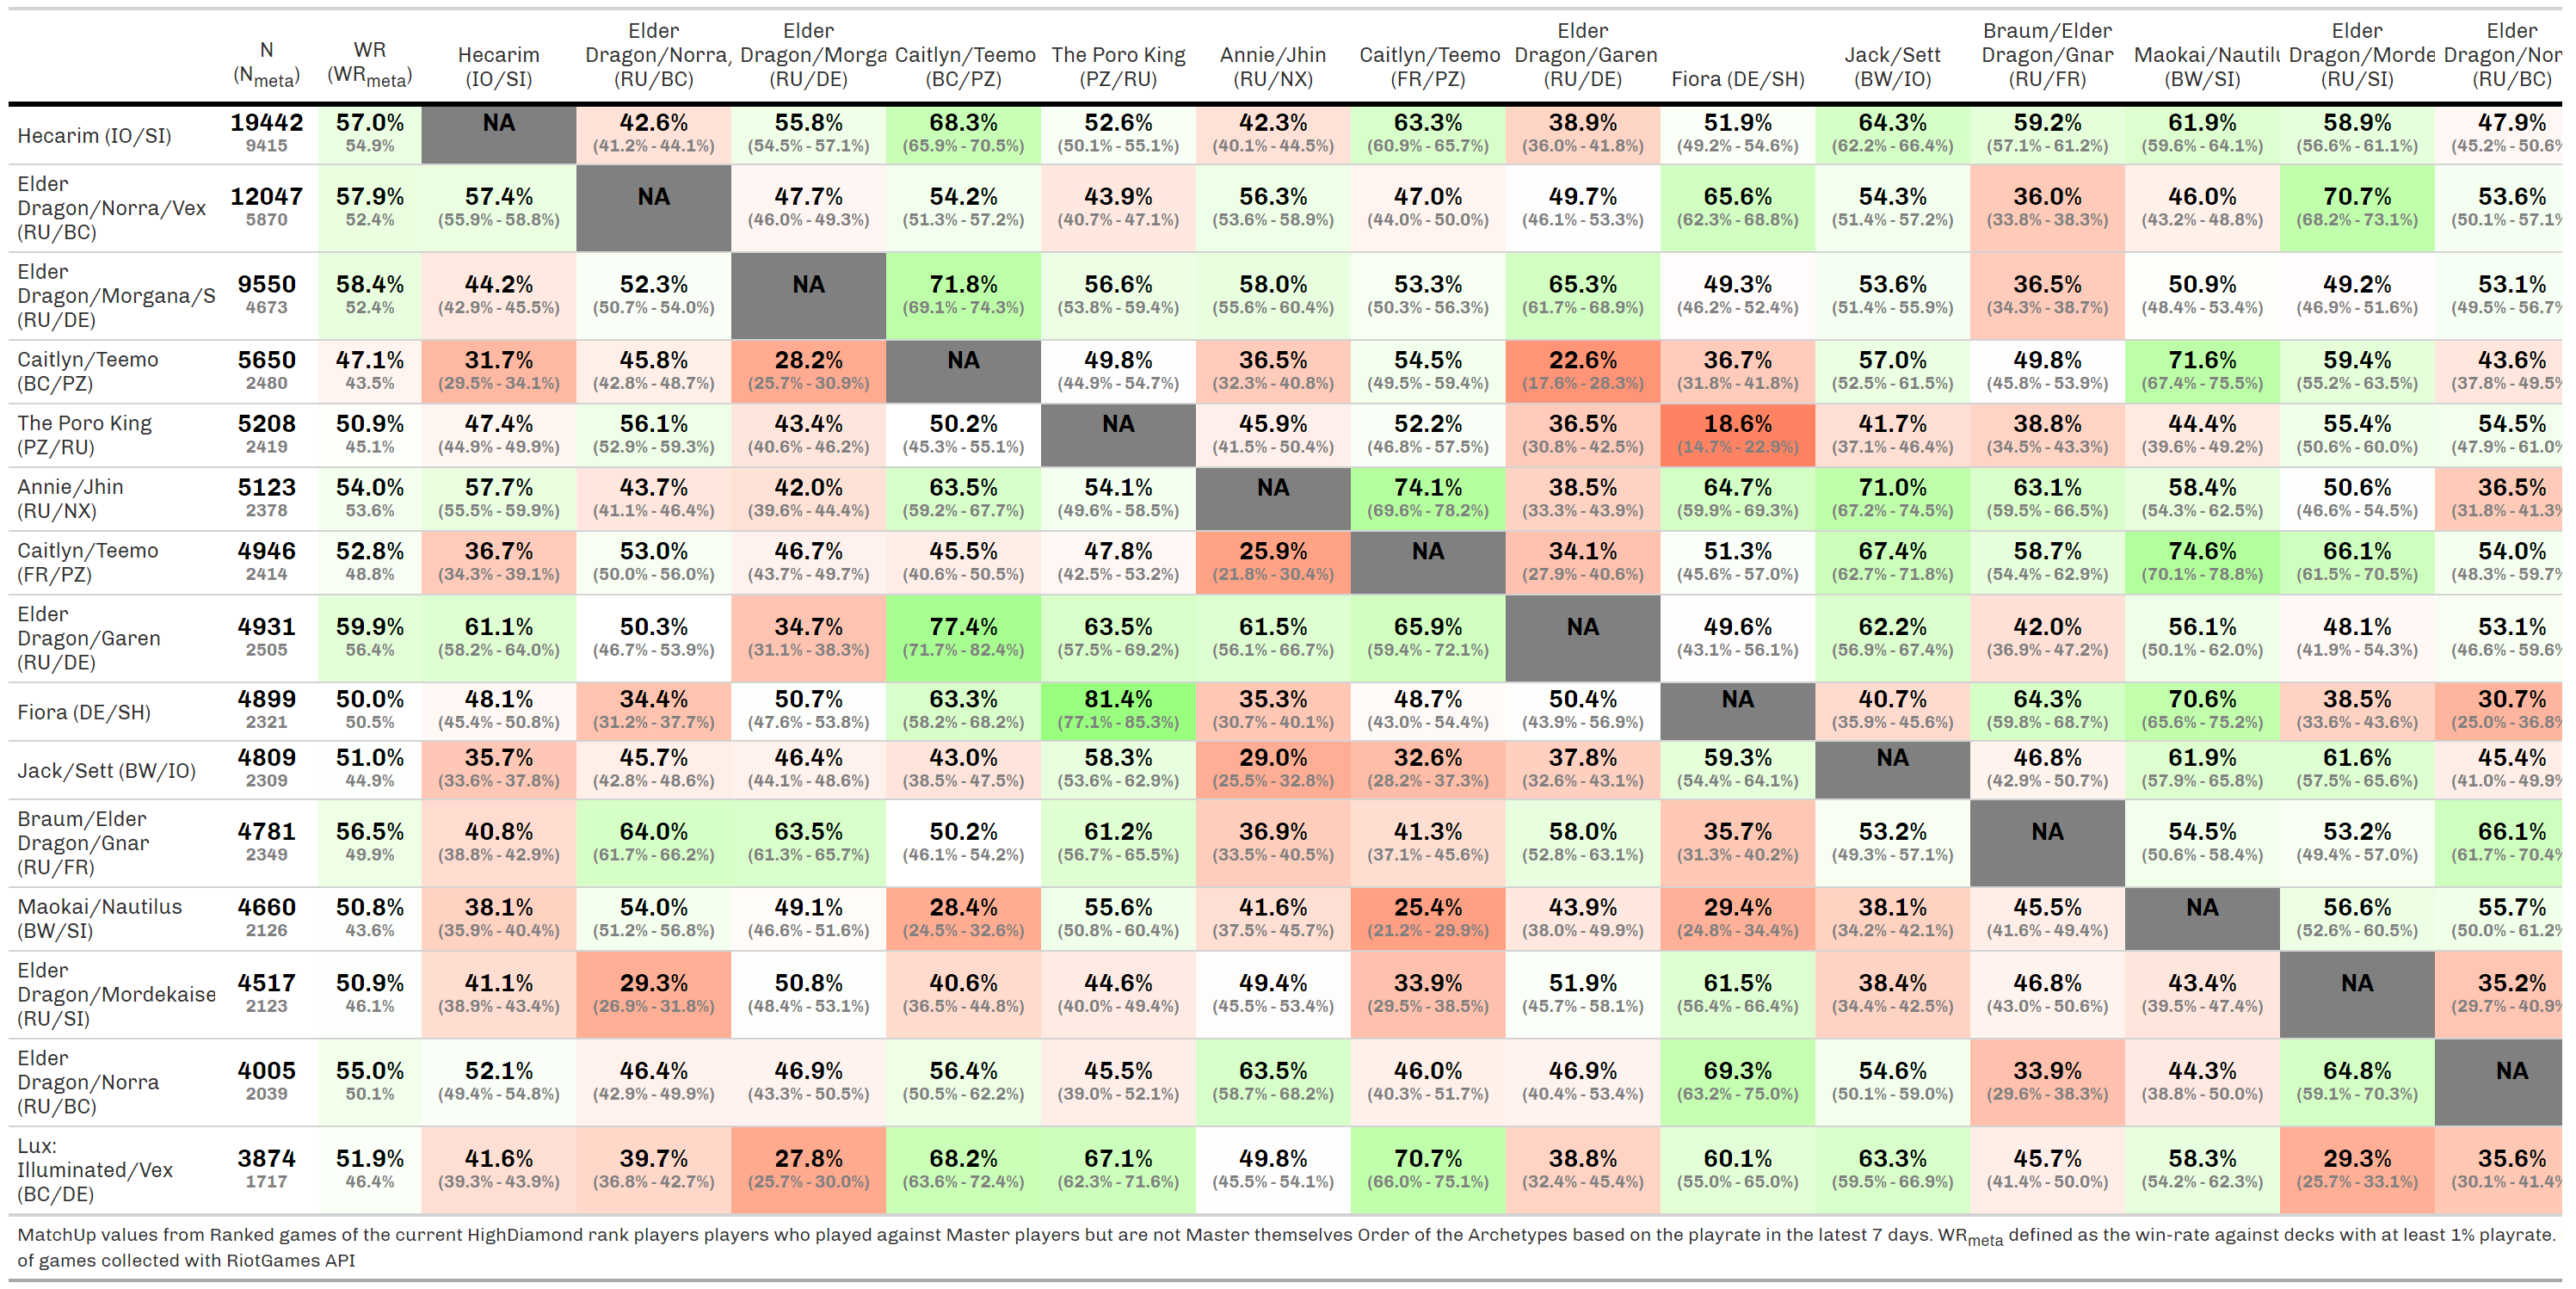 N (Nmeta) WR (WRmeta) Hecarim (IO/SI) Elder Dragon/Norra, (RU/BC) Elder Dragon/Morga (RU/DE) Caitlyn/Teemo (BC/PZ) The Poro King (PZ/RU) Annie/Jhin (RU/NX) Caitlyn/Teemo (FR/PZ) Elder Dragon/Garen (RU/DE) Fiora (DE/SH) Jack/Sett (BW/IO) Braum/Elder Dragon/Gnar (RU/FR) Maokai/Nautilu (BW/SI) Elder Dragon/Morde (RU/SI) Elder Dragon/Nor (RU/BC)
Hecarim (IO/SI) 19442 57.0% NA 42.6% 55.8% 68.3% 52.6% 42.3% 63.3% 38.9% 51.9% 64.3% 59.2% 61.9% 58.9% 47.9%
9415 54.9% (41.2% - 44.1%) (54.5% - 57.1%) (65.9% - 70.5%) (50.1% - 55.1%) (40.1% - 44.5%) (60.9% - 65.7%) (36.0% - 41.8%) (49.2% - 54.6%) (62.2% - 66.4%) (57.1% - 61.2%) (59.6% - 64.1%) (56.6% - 61.1%) (45.2% - 50.6%
Elder Dragon/Norra/Vex (RU/BC) 12047 57.9% 57.4% NA 47.7% 54.2% 43.9% 56.3% 47.0% 49.7% 65.6% 54.3% 36.0% 46.0% 70.7% 53.6%
5870 52.4% (55.9% - 58.8%) (46.0% - 49.3%) (51.3% - 57.2%) (40.7% - 47.1%) (53.6% - 58.9%) (44.0% - 50.0%) (46.1% - 53.3%) (62.3% - 68.8%) (51.4% - 57.2%) (33.8% - 38.3%) (43.2% - 48.8%) (68.2% - 73.1%) (50.1% - 57.1%
Elder Dragon/Morgana/S (RU/DE) 9550 58.4% 44.2% 52.3% NA 71.8% 56.6% 58.0% 53.3% 65.3% 49.3% 53.6% 36.5% 50.9% 49.2% 53.1%
4673 52.4% (42.9% - 45.5%) (50.7% - 54.0%) (69.1% - 74.3%) (53.8% - 59.4%) (55.6% - 60.4%) (50.3% - 56.3%) (61.7% - 68.9%) (46.2% - 52.4%) (51.4% - 55.9%) (34.3% - 38.7%) (48.4% - 53.4%) (46.9% - 51.6%) (49.5% - 56.7%
Caitlyn/Teemo (BC/PZ) 5650 47.1% 31.7% 45.8% 28.2% NA 49.8% 36.5% 54.5% 22.6% 36.7% 57.0% 49.8% 71.6% 59.4% 43.6%
2480 43.5% (29.5% - 34.1%) (42.8% - 48.7%) (25.7% - 30.9%) (44.9% - 54.7%) (32.3% - 40.8%) (49.5% - 59.4%) (17.6% - 28.3%) (31.8% - 41.8%) (52.5% - 61.5%) (45.8% - 53.9%) (67.4% - 75.5%) (55.2% - 63.5%) (37.8% - 49.5%
The Poro King (PZ/RU) 5208 50.9% 47.4% 56.1% 43.4% 50.2% NA 45.9% 52.2% 36.5% 18.6% 41.7% 38.8% 44.4% 55.4% 54.5%
2419 45.1% (44.9% - 49.9%) (52.9% - 59.3%) (40.6% - 46.2%) (45.3% - 55.1%) (41.5% - 50.4%) (46.8% - 57.5%) (30.8% - 42.5%) (14.7% - 22.9%) (37.1% - 46.4%) (34.5% - 43.3%) (39.6% - 49.2%) (50.6% - 60.0%) (47.9% - 61.0%
Annie/Jhin (RU/NX) 5123 54.0% 57.7% 43.7% 42.0% 63.5% 54.1% NA 74.1% 38.5% 64.7% 71.0% 63.1% 58.4% 50.6% 36.5%
2378 53.6% (55.5% - 59.9%) (41.1% - 46.4%) (39.6% - 44.4%) (59.2% - 67.7%) (49.6% - 58.5%) (69.6% - 78.2%) (33.3% - 43.9%) (59.9% - 69.3%) (67.2% - 74.5%) (59.5% - 66.5%) (54.3% - 62.5%) (46.6% - 54.5%) (31.8% - 41.3%
Caitlyn/Teemo (FR/PZ) 4946 52.8% 36.7% 53.0% 46.7% 45.5% 47.8% 25.9% NA 34.1% 51.3% 67.4% 58.7% 74.6% 66.1% 54.0%
2414 48.8% (34.3% - 39.1%) (50.0% - 56.0%) (43.7% - 49.7%) (40.6% - 50.5%) (42.5% - 53.2%) (21.8% - 30.4%) (27.9% - 40.6%) (45.6% - 57.0%) (62.7% - 71.8%) (54.4% - 62.9%) (70.1% - 78.8%) (61.5% - 70.5%) (48.3% - 59.7%
Elder Dragon/Garen (RU/DE) 4931 59.9% 61.1% 50.3% 34.7% 77.4% 63.5% 61.5% 65.9% NA 49.6% 62.2% 42.0% 56.1% 48.1% 53.1%
2505 56.4% (58.2% - 64.0%) (46.7% - 53.9%) (31.1% - 38.3%) (71.7% - 82.4%) (57.5% - 69.2%) (56.1% - 66.7%) (59.4% - 72.1%) (43.1% - 56.1%) (56.9% - 67.4%) (36.9% - 47.2%) (50.1% - 62.0%) (41.9% - 54.3%) (46.6% - 59.6%
Fiora (DE/SH) 4899 50.0% 48.1% 34.4% 50.7% 63.3% 81.4% 35.3% 48.7% 50.4% NA 40.7% 64.3% 70.6% 38.5% 30.7%
2321 50.5% (45.4% - 50.8%) (31.2% - 37.7%) (47.6% - 53.8%) (58.2% - 68.2%) (77.1% - 85.3%) (30.7% - 40.1%) (43.0% - 54.4%) (43.9% - 56.9%) (35.9% - 45.6%) (59.8% - 68.7%) (65.6% - 75.2%) (33.6% - 43.6%) (25.0% - 36.8%
Jack/Sett (BW/IO) 4809 51.0% 35.7% 45.7% 46.4% 43.0% 58.3% 29.0% 32.6% 37.8% 59.3% NA 46.8% 61.9% 61.6% 45.4%
2309 44.9% (33.6% - 37.8%) (42.8% - 48.6%) (44.1% - 48.6%) (38.5% - 47.5%) (53.6% - 62.9%) (25.5% - 32.8%) (28.2% - 37.3%) (32.6% - 43.1%) (54.4% - 64.1%) (42.9% - 50.7%) (57.9% - 65.8%) (57.5% - 65.6%) (41.0% - 49.9%
Braum/Elder Dragon/Gnar (RU/FR) 4781 56.5% 40.8% 64.0% 63.5% 50.2% 61.2% 36.9% 41.3% 58.0% 35.7% 53.2% NA 54.5% 53.2% 66.1%
2349 49.9% (38.8% - 42.9%) (61.7% - 66.2%) (61.3% - 65.7%) (46.1% - 54.2%) (56.7% - 65.5%) (33.5% - 40.5%) (37.1% - 45.6%) (52.8% - 63.1%) (31.3% - 40.2%) (49.3% - 57.1%) (50.6% - 58.4%) (49.4% - 57.0%) (61.7% - 70.4%
Maokai/Nautilus (BW/SI) 4660 50.8% 38.1% 54.0% 49.1% 28.4% 55.6% 41.6% 25.4% 43.9% 29.4% 38.1% 45.5% NA 56.6% 55.7%
2126 43.6% (35.9% - 40.4%) (51.2% - 56.8%) (46.6% - 51.6%) (24.5% - 32.6%) (50.8% - 60.4%) (37.5% - 45.7%) (21.2% - 29.9%) (38.0% - 49.9%) (24.8% - 34.4%) (34.2% - 42.1%) (41.6% - 49.4%) (52.6% - 60.5%) (50.0% - 61.2%
Elder Dragon/Mordekaise (RU/SI) 4517 50.9% 41.1% 29.3% 50.8% 40.6% 44.6% 49.4% 33.9% 51.9% 61.5% 38.4% 46.8% 43.4% NA 35.2%
2123 46.1% (38.9% - 43.4%) (26.9% - 31.8%) (48.4% - 53.1%) (36.5% - 44.8%) (40.0% - 49.4%) (45.5% - 53.4%) (29.5% - 38.5%) (45.7% - 58.1%) (56.4% - 66.4%) (34.4% - 42.5%) (43.0% - 50.6%) (39.5% - 47.4%) (29.7% - 40.9%
Elder Dragon/Norra (RU/BC) 4005 55.0% 52.1% 46.4% 46.9% 56.4% 45.5% 63.5% 46.0% 46.9% 69.3% 54.6% 33.9% 44.3% 64.8% NA
2039 50.1% (49.4% - 54.8%) (42.9% - 49.9%) (43.3% - 50.5%) (50.5% - 62.2%) (39.0% - 52.1%) (58.7% - 68.2%) (40.3% - 51.7%) (40.4% - 53.4%) (63.2% - 75.0%) (50.1% - 59.0%) (29.6% - 38.3%) (38.8% - 50.0%) (59.1% - 70.3%)
Lux: Illuminated/Vex (BC/DE) 3874 51.9% 41.6% 39.7% 27.8% 68.2% 67.1% 49.8% 70.7% 38.8% 60.1% 63.3% 45.7% 58.3% 29.3% 35.6%
1717 46.4% (39.3% - 43.9%) (36.8% - 42.7%) (25.7% - 30.0%) (63.6% - 72.4%) (62.3% - 71.6%) (45.5% - 54.1%) (66.0% - 75.1%) (32.4% - 45.4%) (55.0% - 65.0%) (59.5% - 66.9%) (41.4% - 50.0%) (54.2% - 62.3%) (25.7% - 33.1%) (30.1% - 41.4%
MatchUp values from Ranked games of the current HighDiamond rank players players who played against Master players but are not Master themselves Order of the Archetypes based on the playrate in the latest 7 days. WRmeta defined as the win-rate against decks with at least 1% playrate.
of games collected with RiotGames API